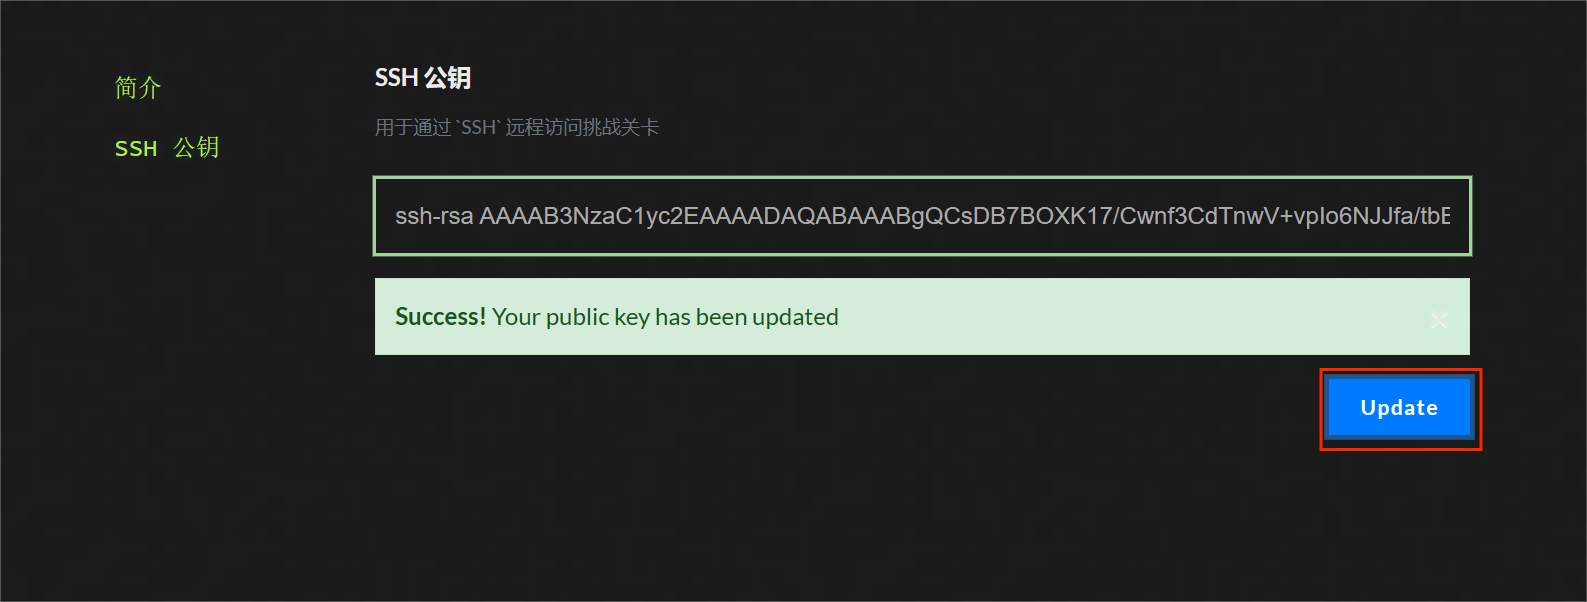 简介
SSH 公钥
SSH 公钥
用于通过`SSH`远程访问挑战关卡
ssh-rsa AAAAB3NzaC1yc2EAAAADAQABAAABgQCsDB7BOXK17/Cwnf3CdTnwV+vpIo6NJJfa/tbE
Success! Your public key has been updated
Update